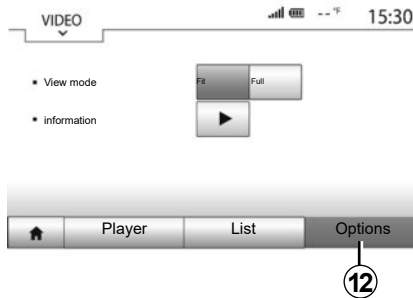 VIDEO --°F 15:30
▪ View mode Fit Full
▪ information
Player List Options
12